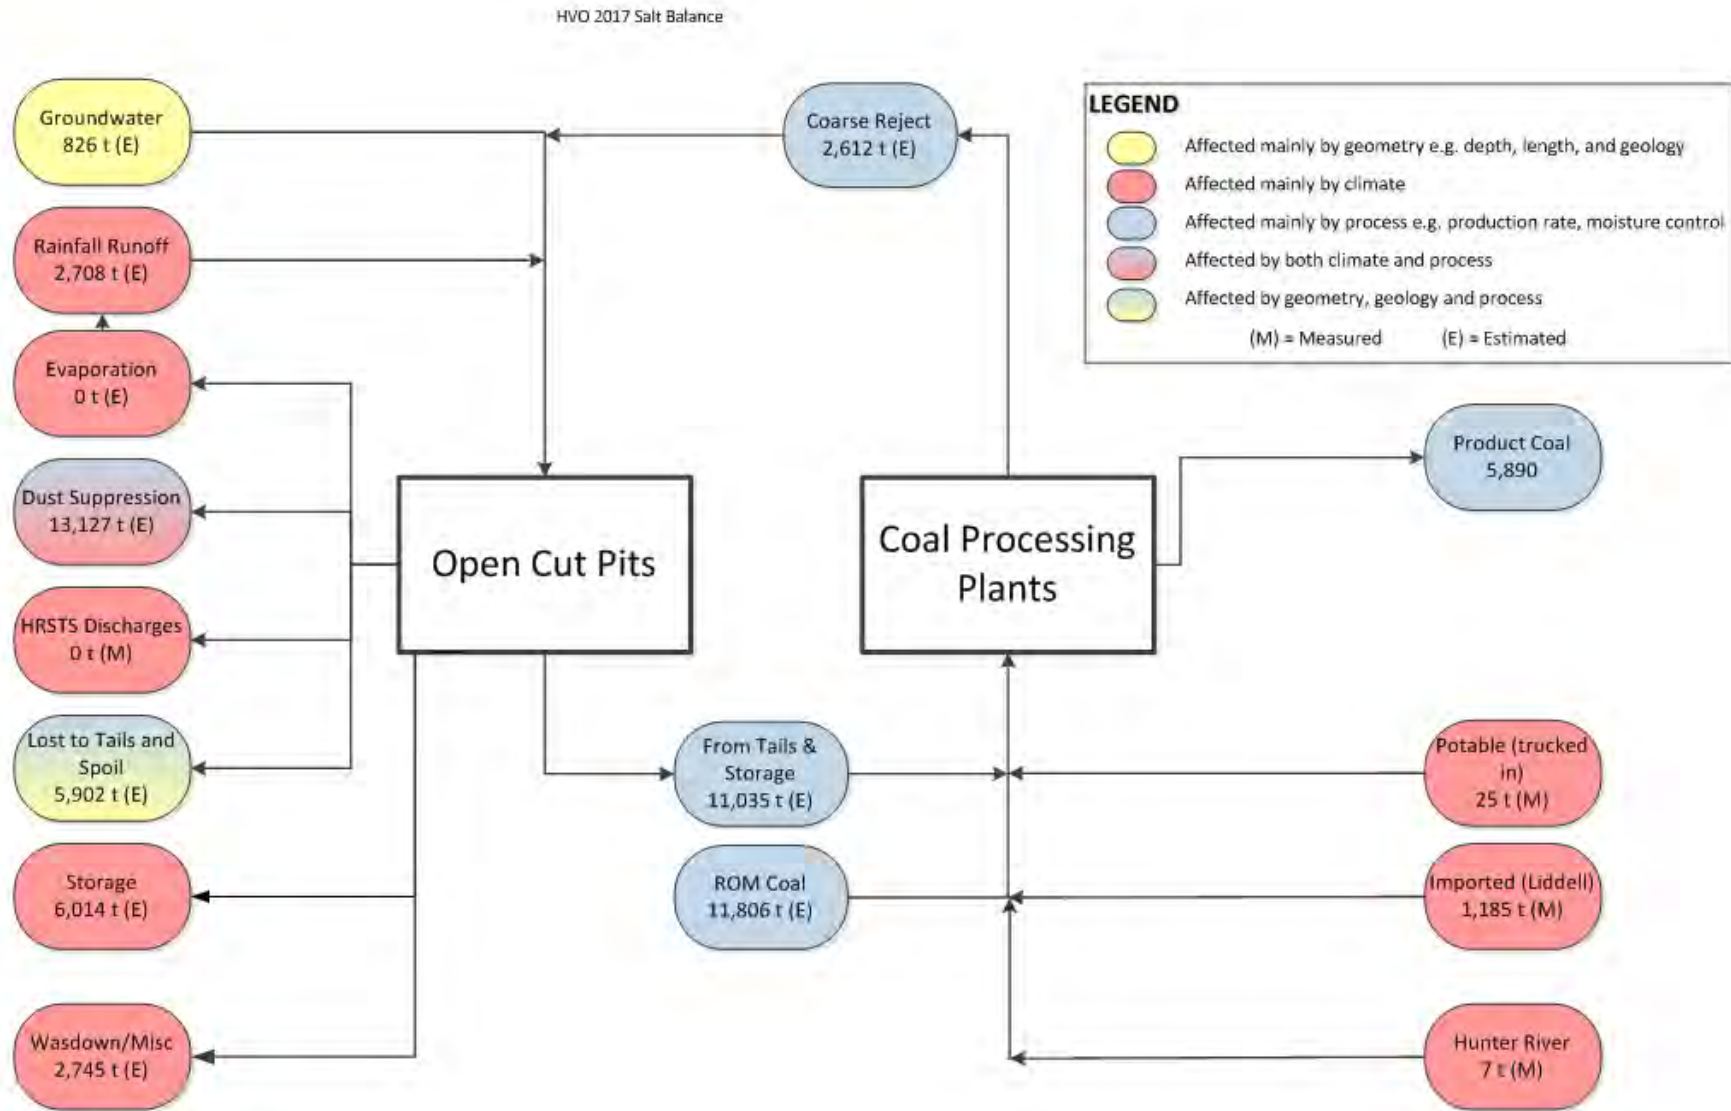 HVO 2017 Salt Balance
Groundwater
826 t (E)
Coarse Reject
2,612 t (E)
LEGEND
Affected mainly by geometry e.g. depth, length, and geology
Affected mainly by climate
Affected mainly by process e.g. production rate, moisture control
Affected by both climate and process
Affected by geometry, geology and process
(M) = Measured (E) = Estimated
Rainfall Runoff
2,708 t (E)
Evaporation
0 t (E)
Dust Suppression
13,127 t (E)
HRSTS Discharges
0 t (M)
Lost to Tails and
Spoil
5,902 t (E)
Storage
6,014 t (E)
Wasdown/Misc
2,745 t (E)
Open Cut Pits
Coal Processing
Plants
Product Coal
5,890
From Tails &
Storage
11,035 t (E)
ROM Coal
11,806 t (E)
Potable (trucked
in)
25 t (M)
Imported (Liddell)
1,185 t (M)
Hunter River
7 t (M)